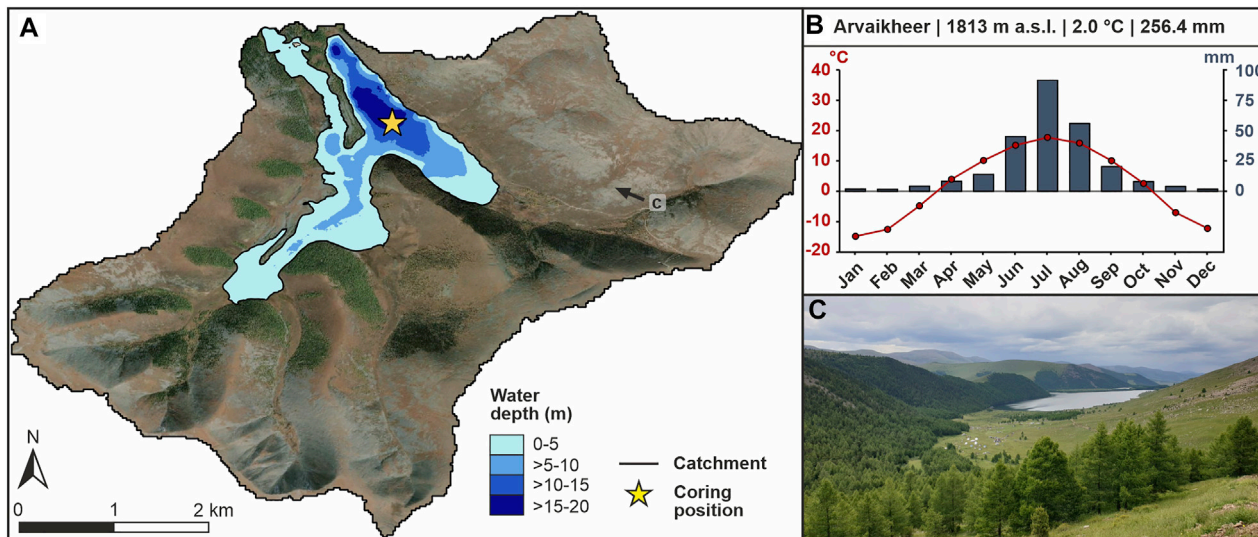 A
C
N
0
1
2 km
Water
depth (m)
0-5
>5-10
>10-15
>15-20
Catchment
Coring
position
B Arvaikheer | 1813 m a.s.l. | 2.0 °C | 256.4 mm
°C
mm
40
30
20
10
0
-10
-20
100
75
50
25
0
Jan
Feb
Mar
Apr
May
Jun
Jul
Aug
Sep
Oct
Nov
Dec
C